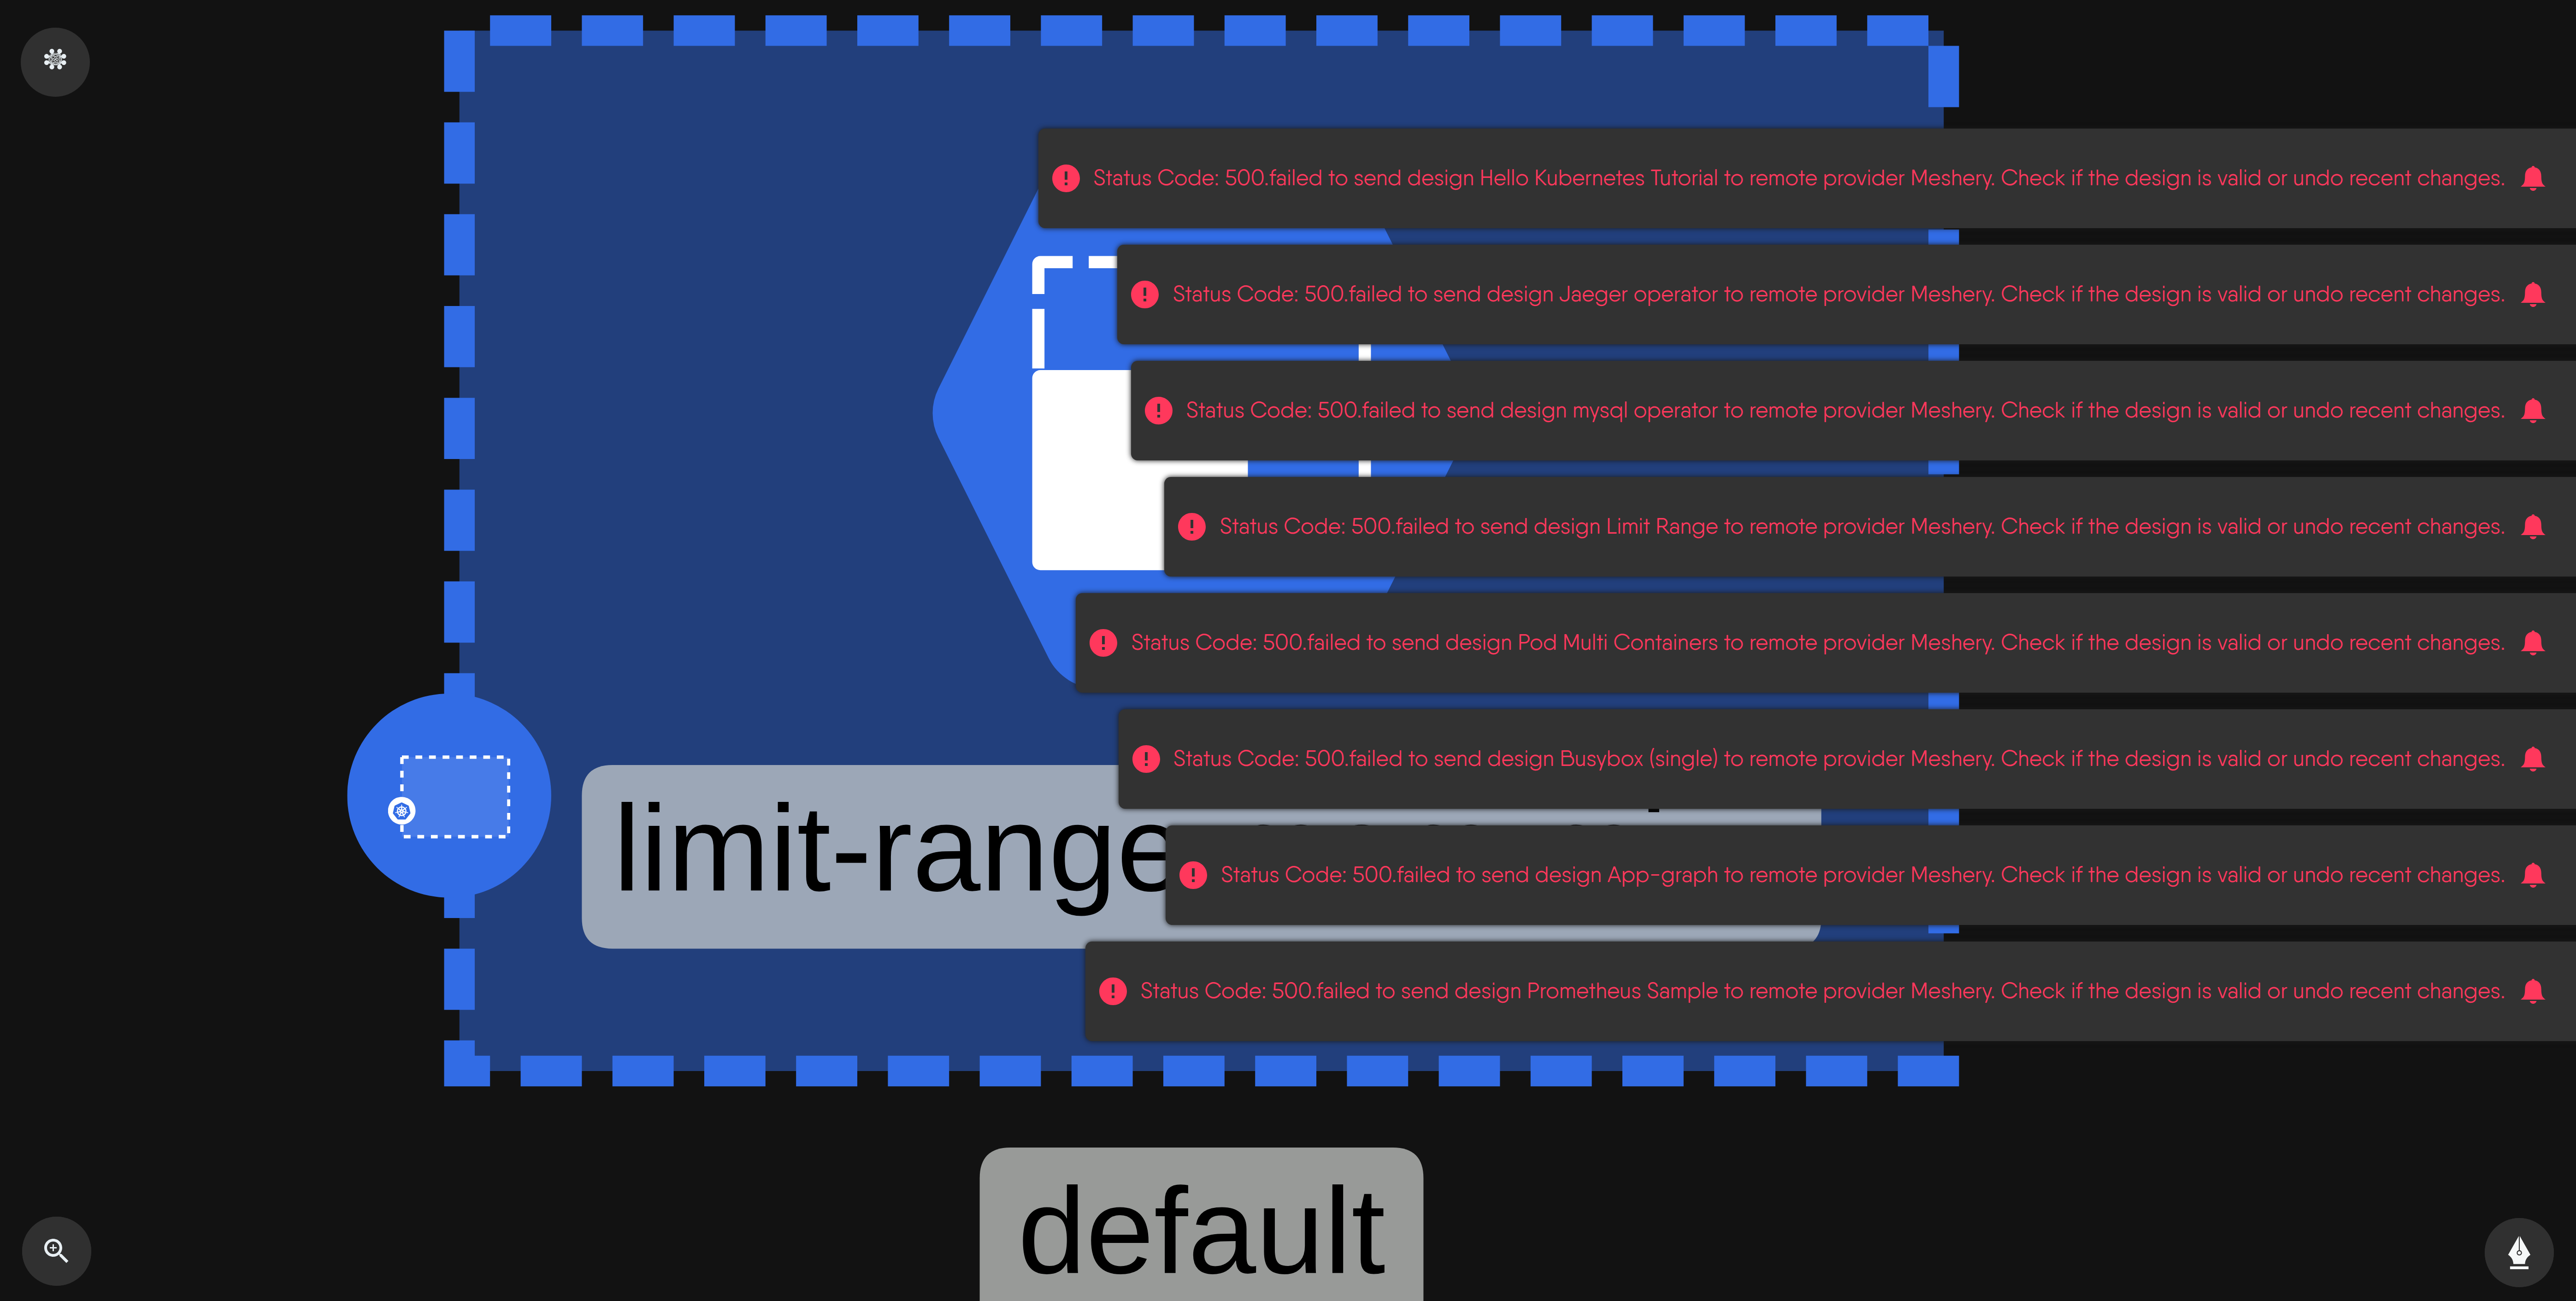 Status Code: 500.failed to send design Hello Kubernetes Tutorial to remote provider Meshery. Check if the design is valid or undo recent changes.
Status Code: 500.failed to send design Jaeger operator to remote provider Meshery. Check if the design is valid or undo recent changes.
Status Code: 500.failed to send design mysql operator to remote provider Meshery. Check if the design is valid or undo recent changes.
Status Code: 500.failed to send design Limit Range to remote provider Meshery. Check if the design is valid or undo recent changes.
Status Code: 500.failed to send design Pod Multi Containers to remote provider Meshery. Check if the design is valid or undo recent changes.
Status Code: 500.failed to send design Busybox (single) to remote provider Meshery. Check if the design is valid or undo recent changes.
limit-range
Status Code: 500.failed to send design App-graph to remote provider Meshery. Check if the design is valid or undo recent changes.
Status Code: 500.failed to send design Prometheus Sample to remote provider Meshery. Check if the design is valid or undo recent changes.
default